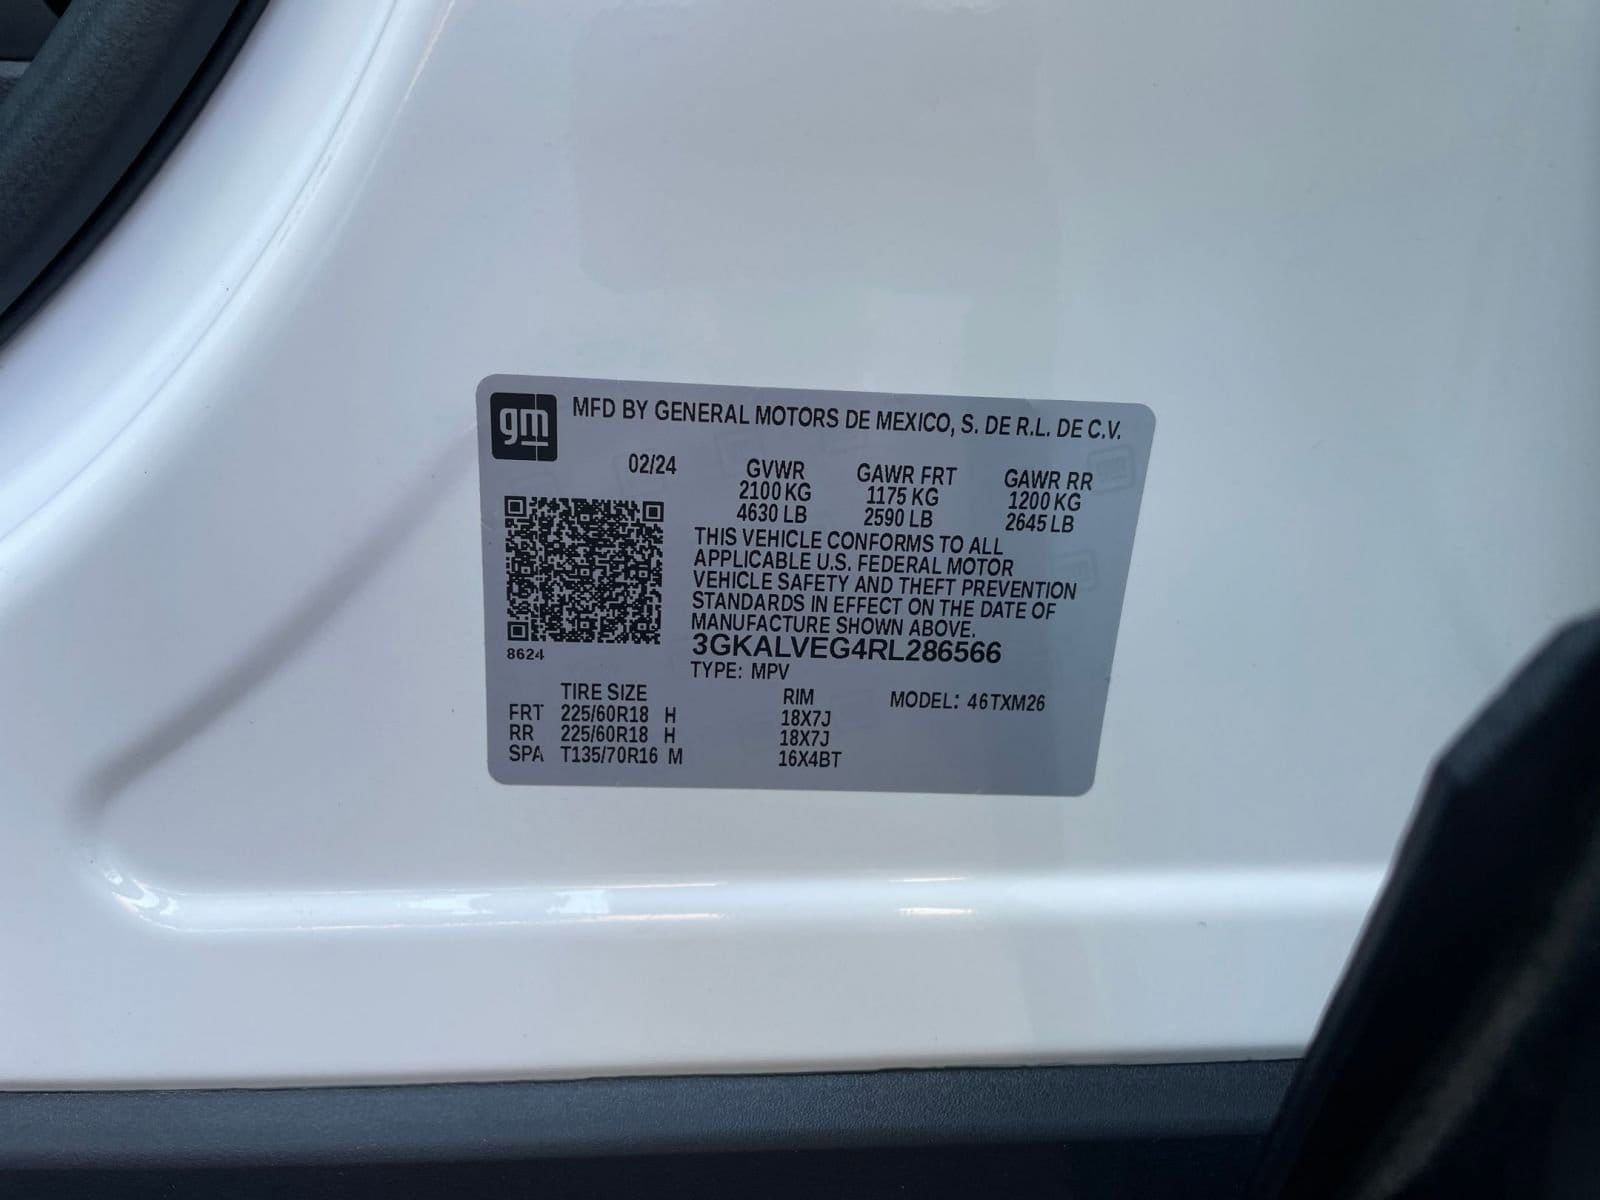 gm MFD BY GENERAL MOTORS DE MEXICO, S. DE R.L. DE C.V.
02/24 GVWR GAWR FRT GAWR RR
2100 KG 1175 KG 1200 KG
4630 LB 2590 LB 2645 LB
THIS VEHICLE CONFORMS TO ALL
APPLICABLE U.S. FEDERAL MOTOR
VEHICLE SAFETY AND THEFT PREVENTION
STANDARDS IN EFFECT ON THE DATE OF
MANUFACTURE SHOWN ABOVE.
8624 3GKALVEG4RL286566
TYPE: MPV
TIRE SIZE RIM MODEL: 46TXM26
FRT 225/60R18 H 18X7J
RR 225/60R18 H 18X7J
SPA T135/70R16 M 16X4BT